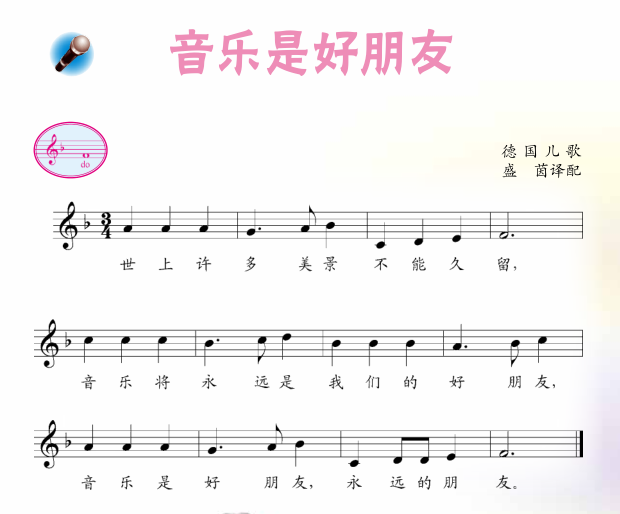 音乐是好朋友
do
德国儿歌
盛 茵译配
3
4
世 上 许 多 美 景 不 能 久 留,
音 乐 将 永 远 是 我 们 的 好 朋 友,
音 乐 是 好 朋 友, 永 远 的 朋 友。